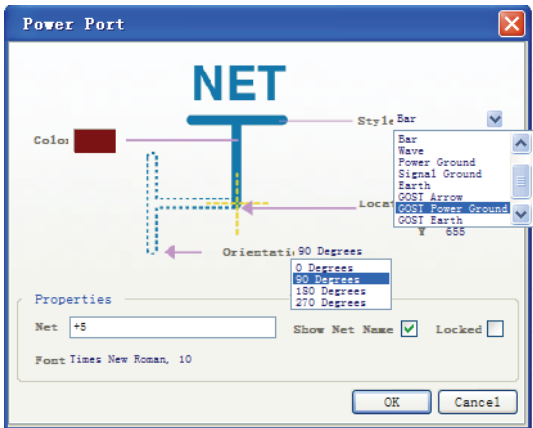 Power Port
NET
Style Bar
Color
Bar
Wave
Power Ground
Signal Ground
Earth
GOST Arrow
Locat GOST Power Ground
GOST Earth
Y 655
Orientati 90 Degrees
0 Degrees
90 Degrees
180 Degrees
270 Degrees
Properties
Net +5 Show Net Name Locked
Font Times New Roman, 10
OK Cancel